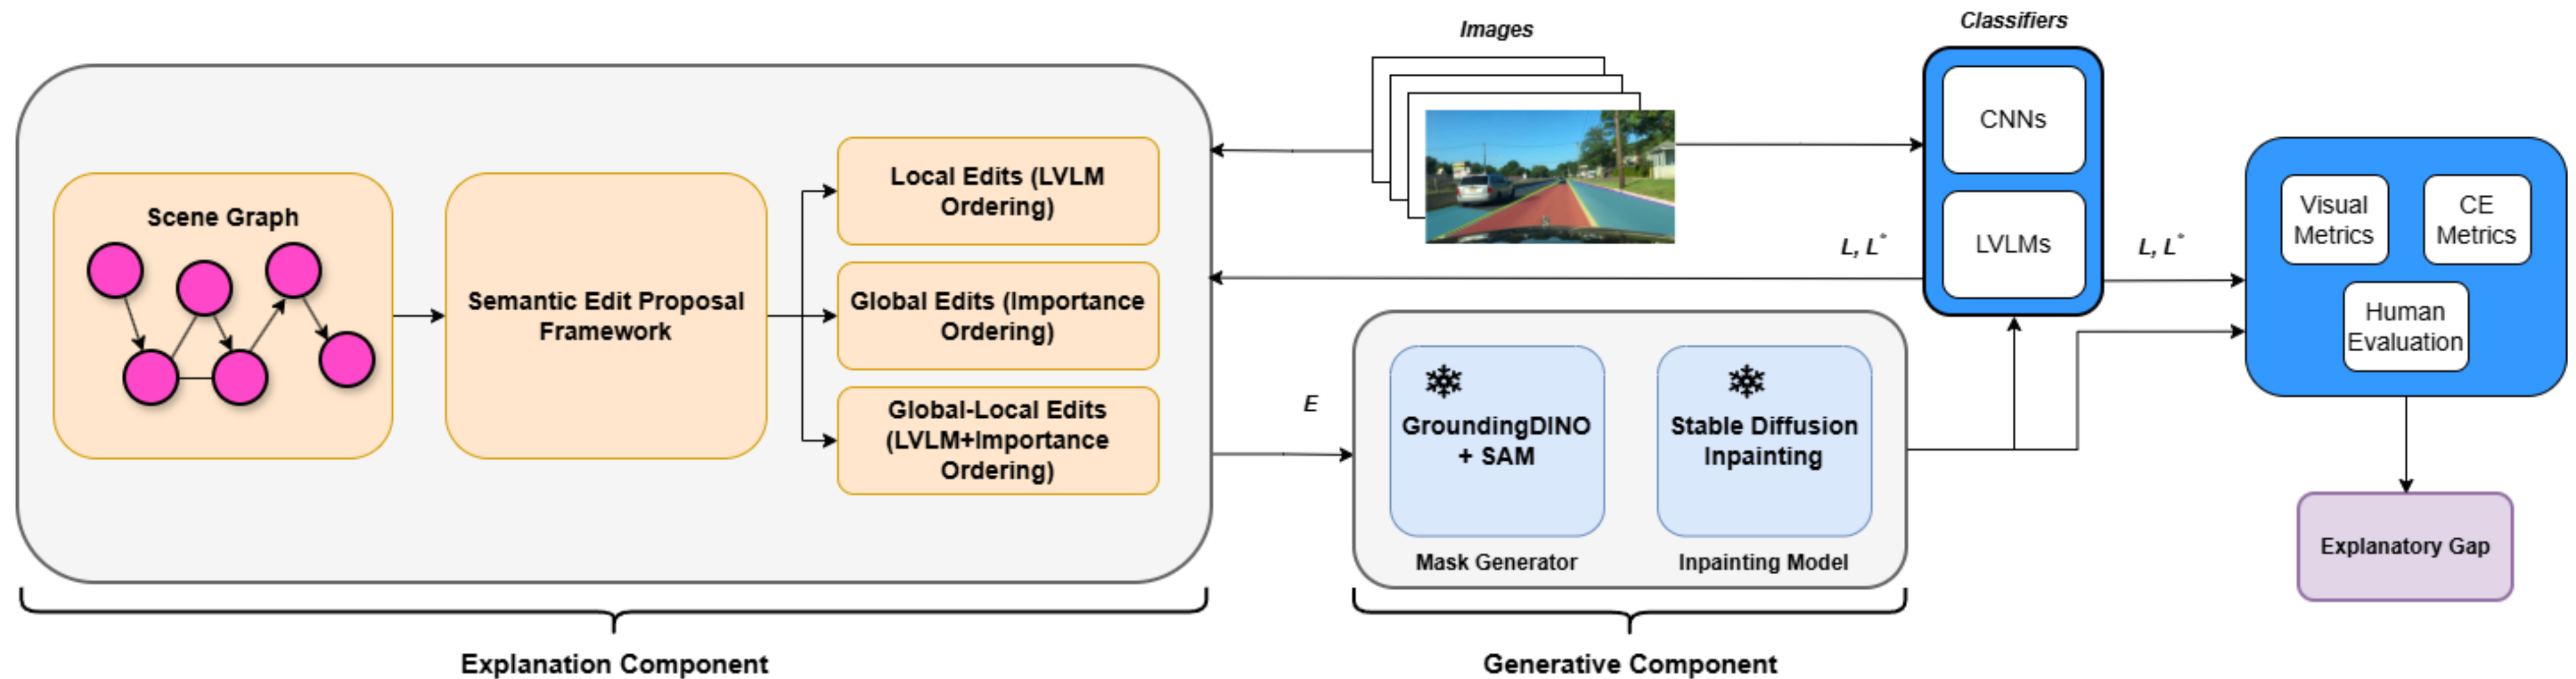 Images
Classifiers
CNNs
LVLMs
Scene Graph
Semantic Edit Proposal
Framework
Local Edits (LVLM
Ordering)
Global Edits (Importance
Ordering)
Global-Local Edits
(LVLM+Importance
Ordering)
L, L*
L, L*
Visual
Metrics
CE
Metrics
Human
Evaluation
E
GroundingDINO
+ SAM
Stable Diffusion
Inpainting
Mask Generator
Inpainting Model
Explanatory Gap
Explanation Component
Generative Component